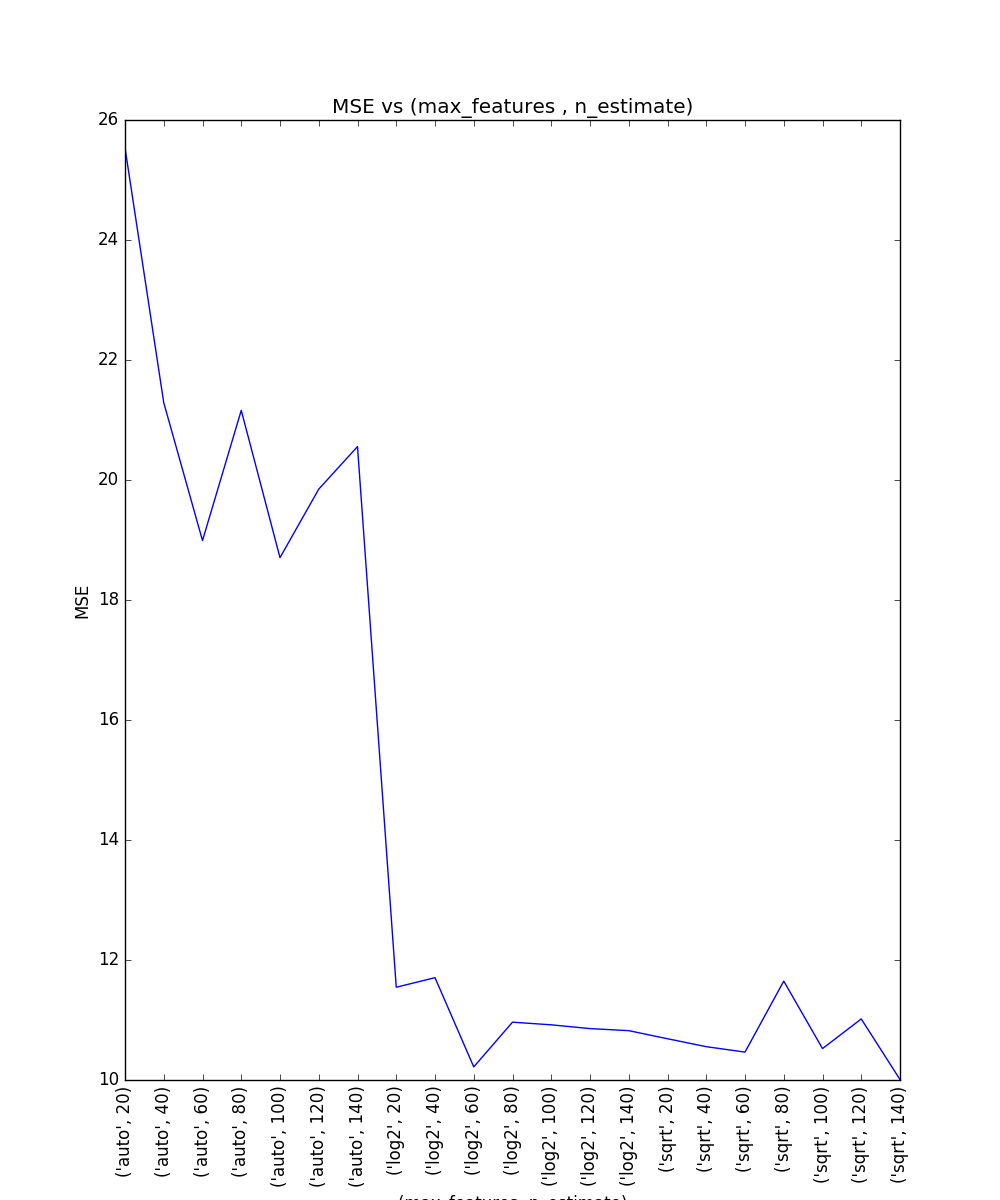 MSE vs (max_features , n_estimate)
26
24
22
20
18
16
14
12
10
MSE
('auto', 20)
('auto', 40)
('auto', 60)
('auto', 80)
('auto', 100)
('auto', 120)
('auto', 140)
('log2', 20)
('log2', 40)
('log2', 60)
('log2', 80)
('log2', 100)
('log2', 120)
('log2', 140)
('sqrt', 20)
('sqrt', 40)
('sqrt', 60)
('sqrt', 80)
('sqrt', 100)
('sqrt', 120)
('sqrt', 140)